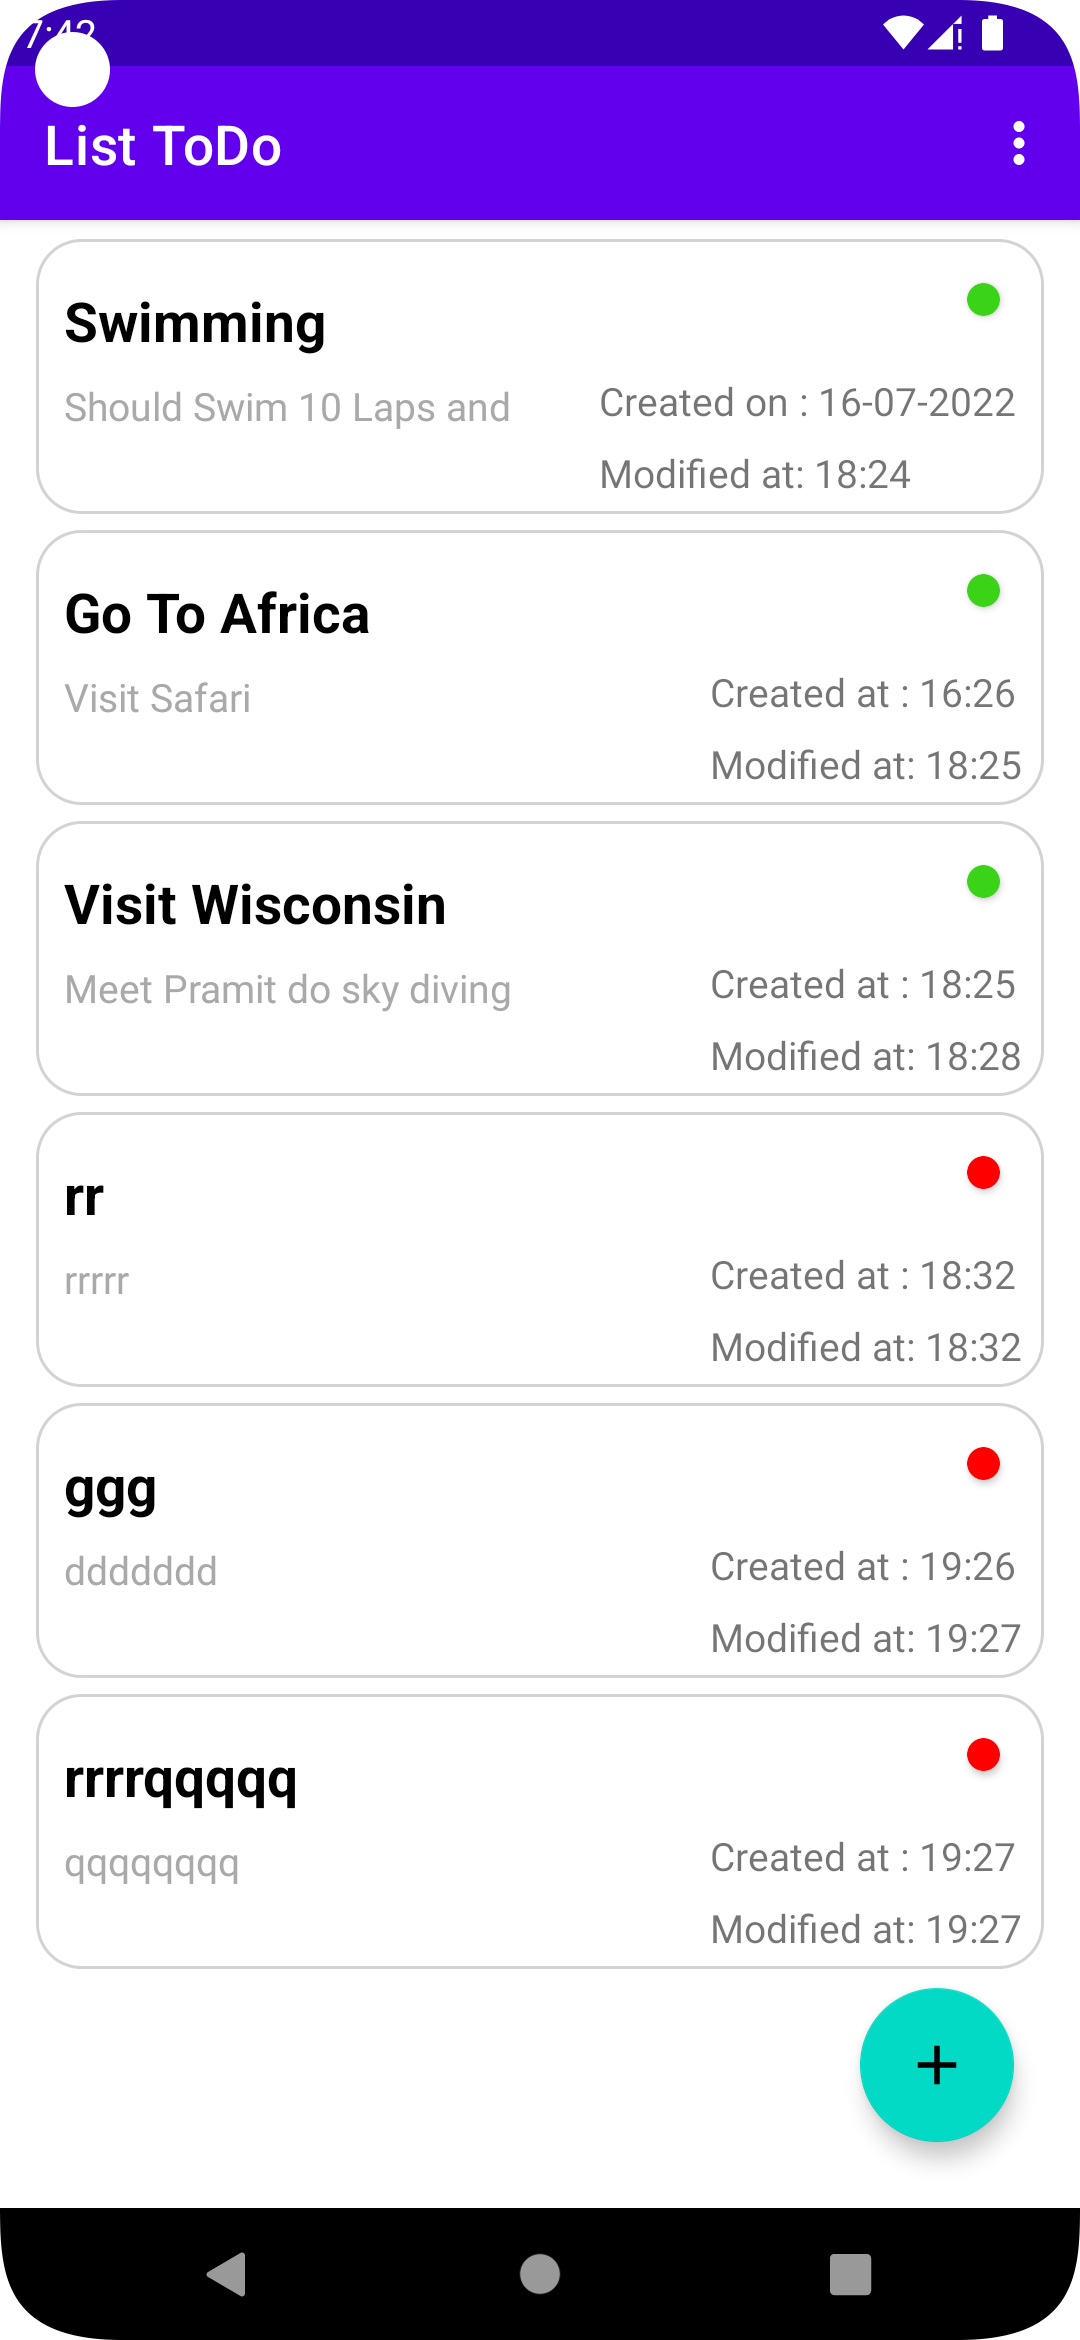 7:42
List ToDo
Swimming
Should Swim 10 Laps and
Created on : 16-07-2022
Modified at: 18:24
Go To Africa
Visit Safari
Created at : 16:26
Modified at: 18:25
Visit Wisconsin
Meet Pramit do sky diving
Created at : 18:25
Modified at: 18:28
rr
rrrrr
Created at : 18:32
Modified at: 18:32
ggg
ddddddd
Created at : 19:26
Modified at: 19:27
rrrrqqqqq
qqqqqqqq
Created at : 19:27
Modified at: 19:27